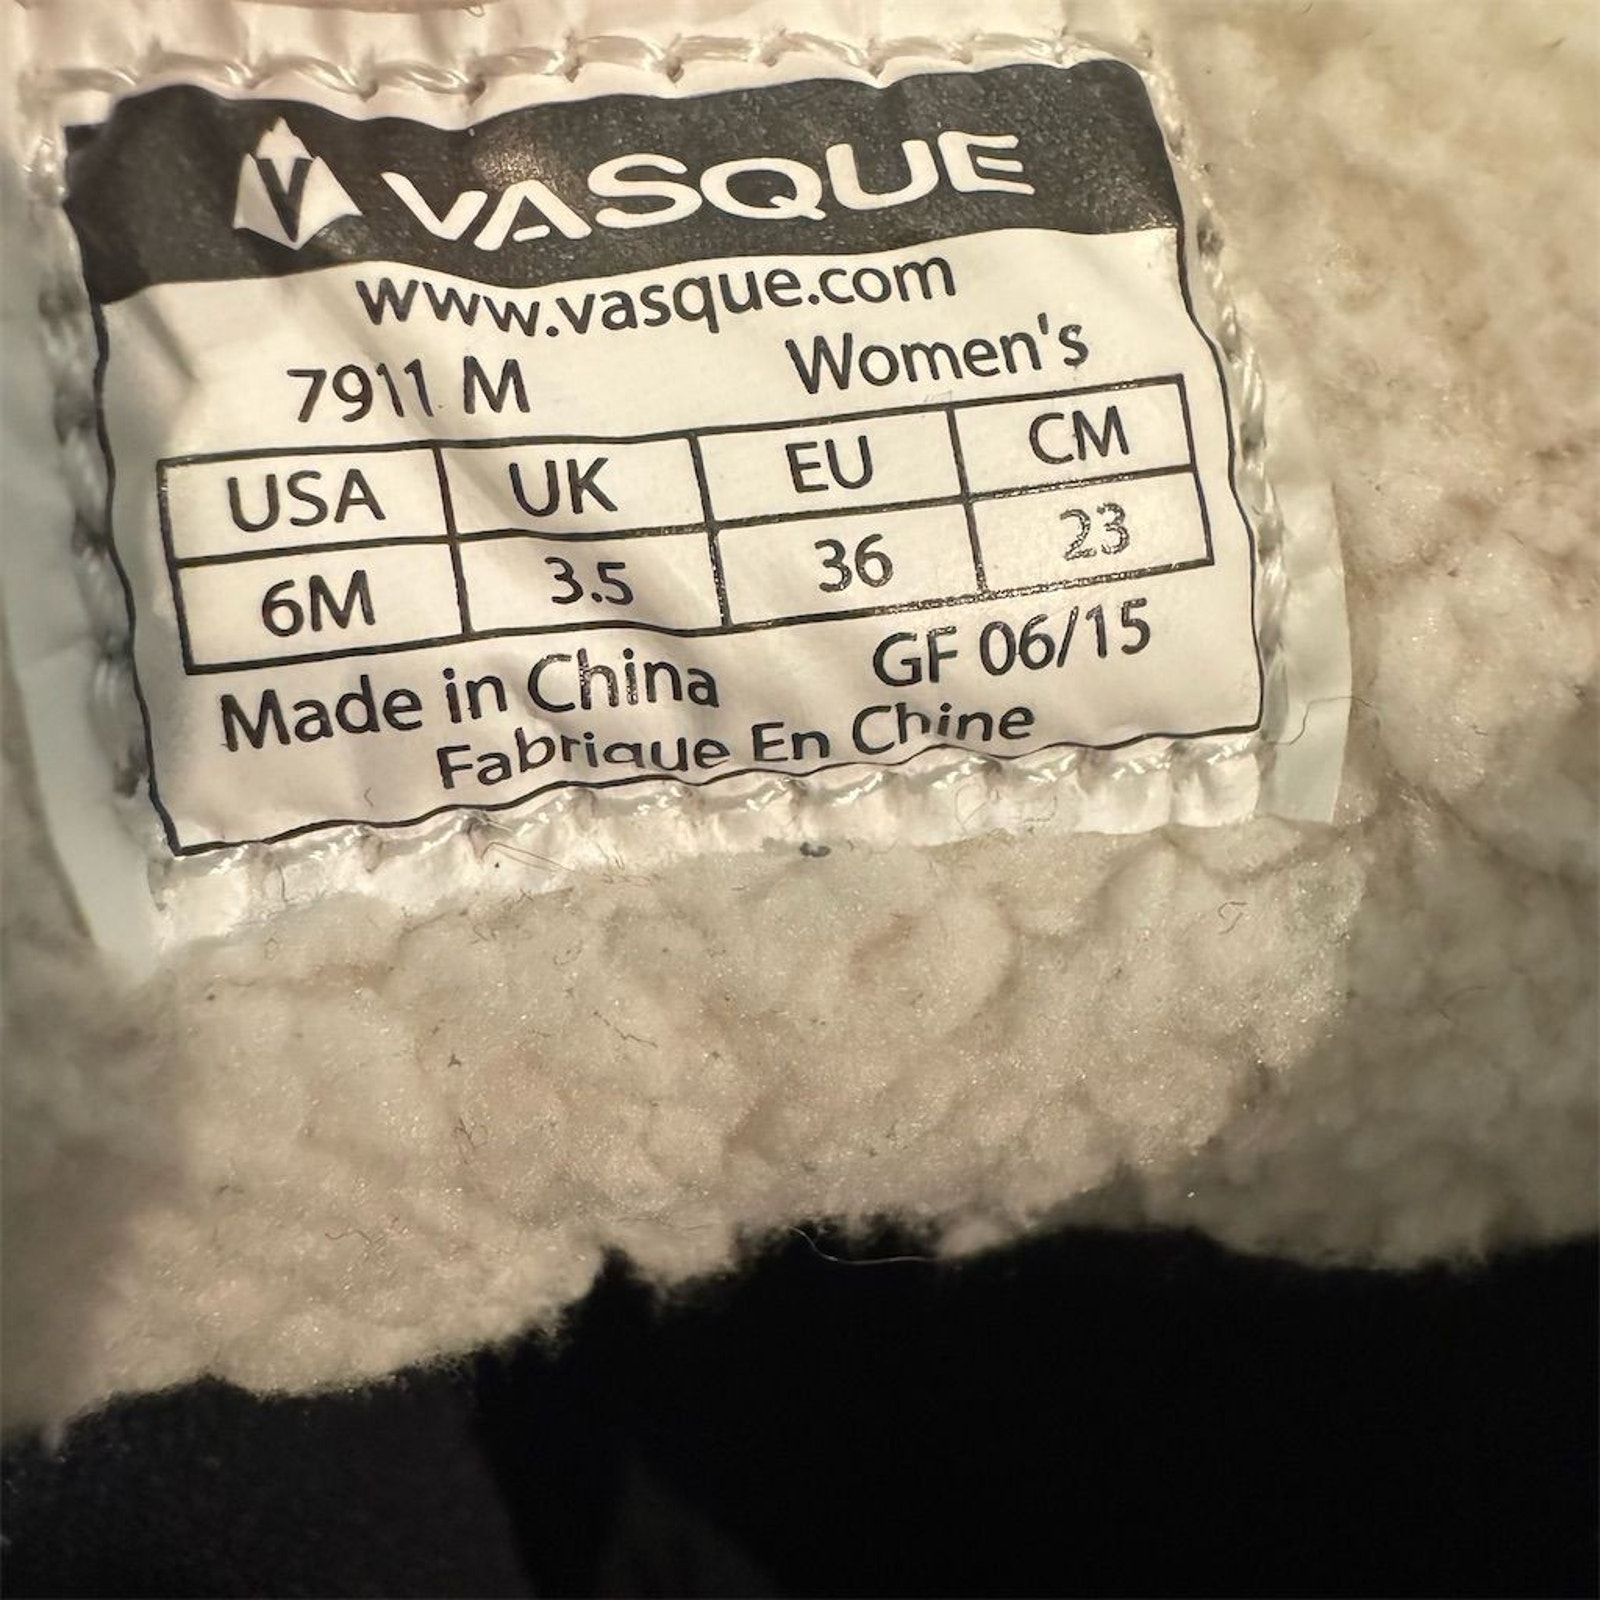 VASQUE
www.vasque.com
7911 M Women's
USA UK EU CM
6M 3.5 36 23
Made in China GF 06/15
Fabrique En Chine